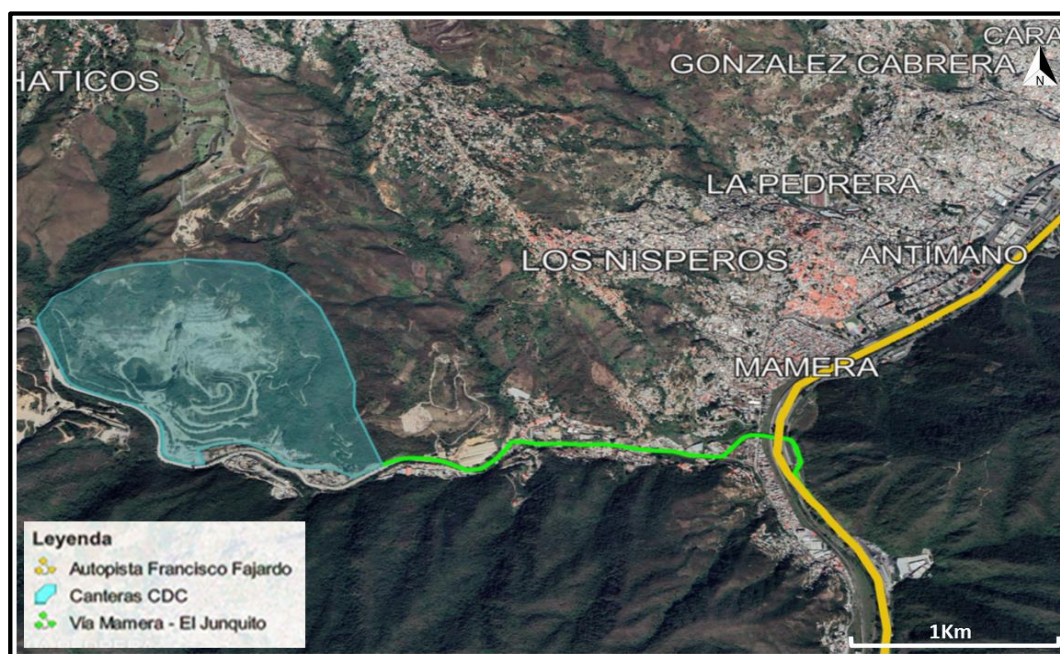 CARA
GONZALEZ CABRERA
N
HATICOS
LA PEDRERA
LOS NISPEROS
ANTÍMANO
MAMERA
Leyenda
Autopista Francisco Fajardo
Canteras CDC
Vía Mamera - El Junquito
1Km